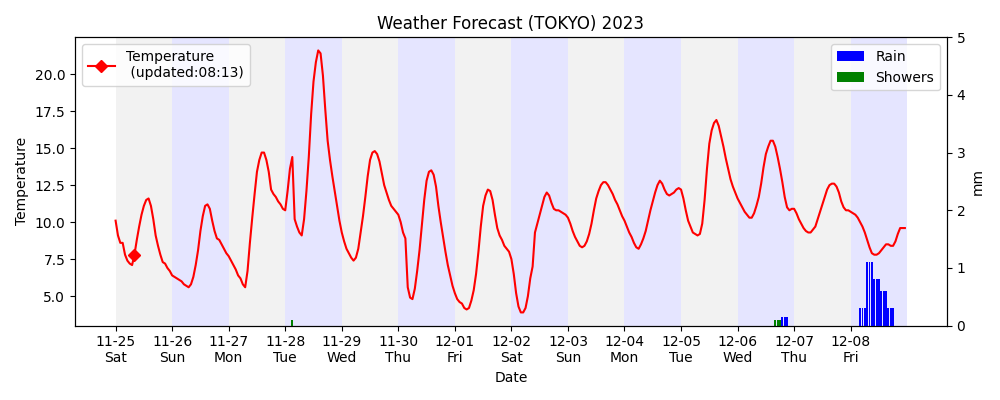 Weather Forecast (TOKYO) 2023
Temperature
(updated:08:13)
Rain
Showers
Temperature
20.0
17.5
15.0
12.5
10.0
7.5
5.0
5
4
3
2
1
0
mm
11-25 11-26 11-27 11-28 11-29 11-30 12-01 12-02 12-03 12-04 12-05 12-06 12-07 12-08
Sat Sun Mon Tue Wed Thu Fri Sat Sun Mon Tue Wed Thu Fri
Date